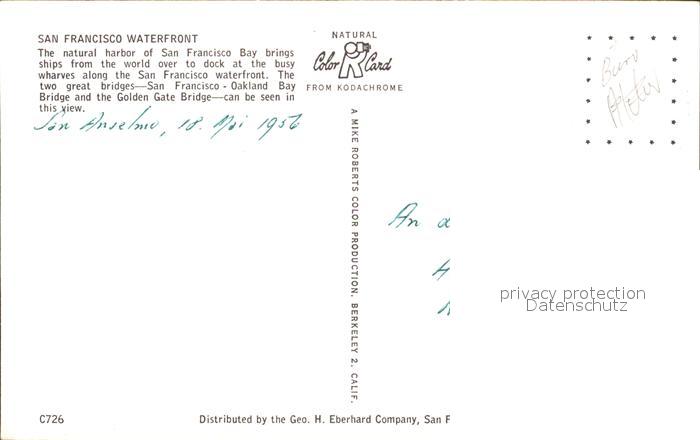 SAN FRANCISCO WATERFRONT
The natural harbor of San Francisco Bay brings
ships from the world over to dock at the busy
wharves along the San Francisco waterfront. The
two great bridges—San Francisco - Oakland Bay
Bridge and the Golden Gate Bridge—can be seen in
this view.
San Anselmo, 18. Mai 1956
NATURAL
Color Card
FROM KODACHROME
A MIKE ROBERTS COLOR PRODUCTION. BERKELEY 2, CALIF.
An
privacy protection
Datenschutz
C726
Distributed by the Geo. H. Eberhard Company, San F